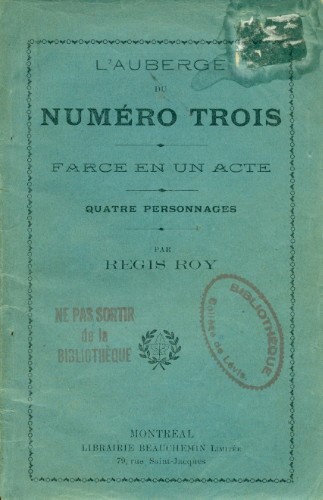 L'AUBERGE
DU
NUMÉRO TROIS
FARCE EN UN ACTE
QUATRE PERSONNAGES
PAR
REGIS ROY
NE PAS SORTIR
de la
BIBLIOTHÈQUE
BIBLIOTHÈQUE
Collège de Lévis.
MONTRÉAL
LIBRAIRIE BEAUCHEMIN LIMITÉE
79, rue Saint-Jacques